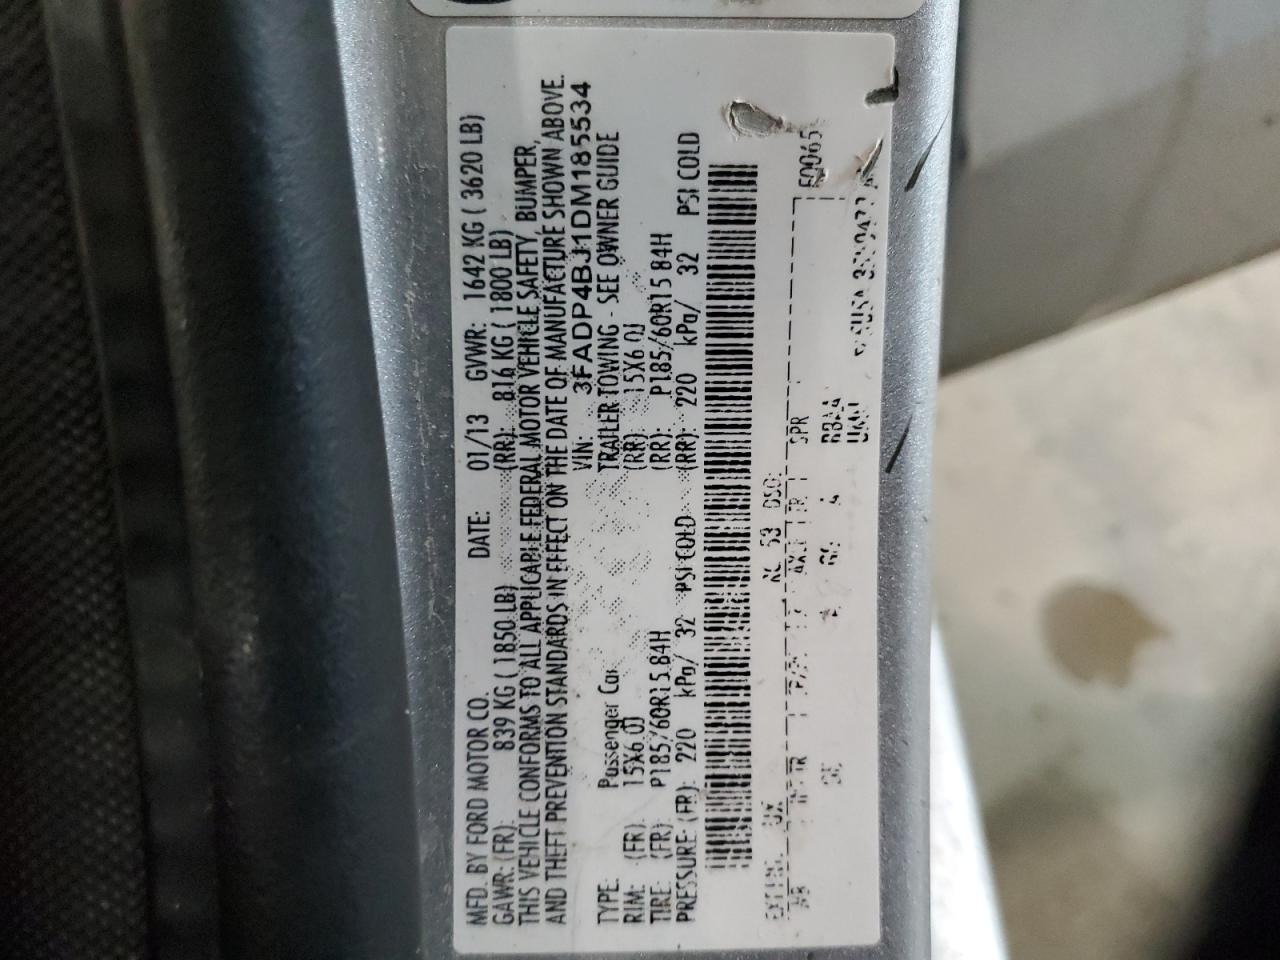 MFD. BY FORD MOTOR CO. DATE: 01/13 GVWR: 1642 KG ( 3620 LB)
GAWR: (FR): 839 KG ( 1850 LB) (RR): 816 KG ( 1800 LB)
THIS VEHICLE CONFORMS TO ALL APPLICABLE FEDERAL MOTOR VEHICLE SAFETY, BUMPER,
AND THEFT PREVENTION STANDARDS IN EFFECT ON THE DATE OF MANUFACTURE SHOWN ABOVE.
VIN: 3FADP4BJ1DM185534
TYPE: Passenger Car TRAILER TOWING - SEE OWNER GUIDE
RIM: (FR): 15X6.0J (RR): 15X6.0J
TIRE: (FR): P185/60R15 84H (RR): P185/60R15 84H
PRESSURE: (FR): 220 kPa/ 32 PSI COLD (RR): 220 kPa/ 32 PSI COLD
UX DSO:
SPR F0065